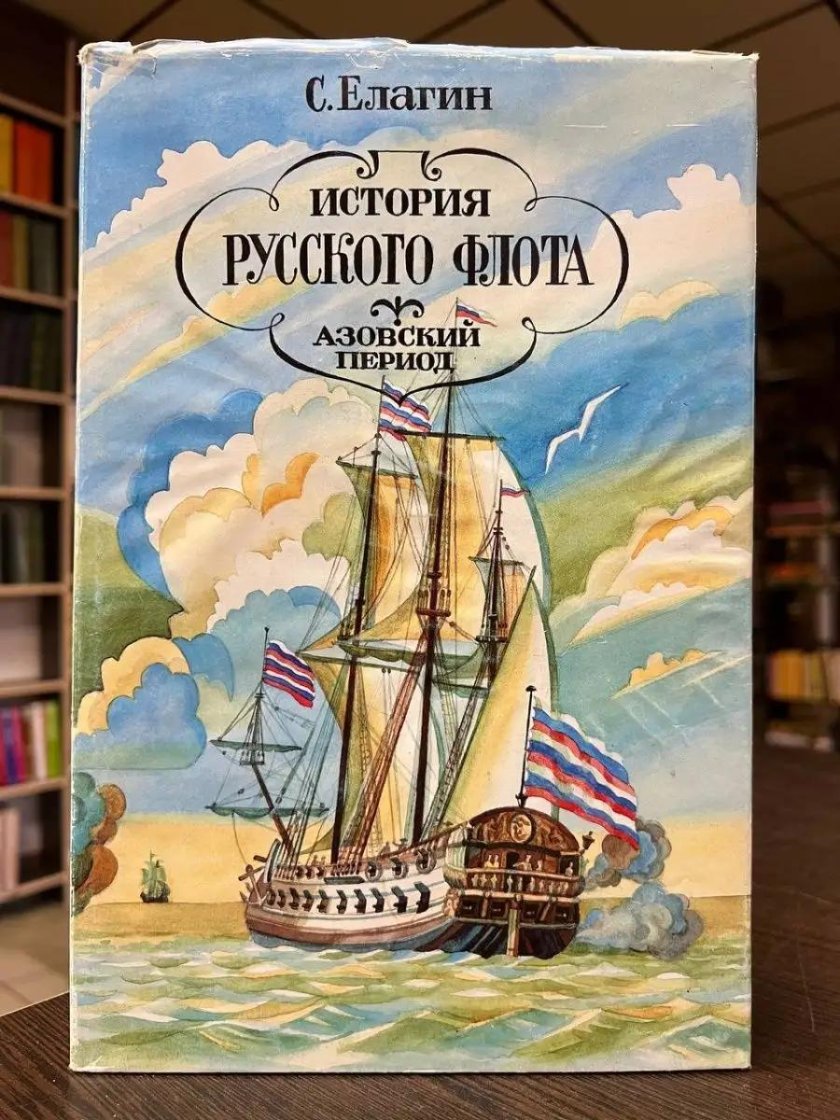 С. Елагин
ИСТОРИЯ
РУССКОГО ФЛОТА
АЗОВСКИЙ
ПЕРИОД